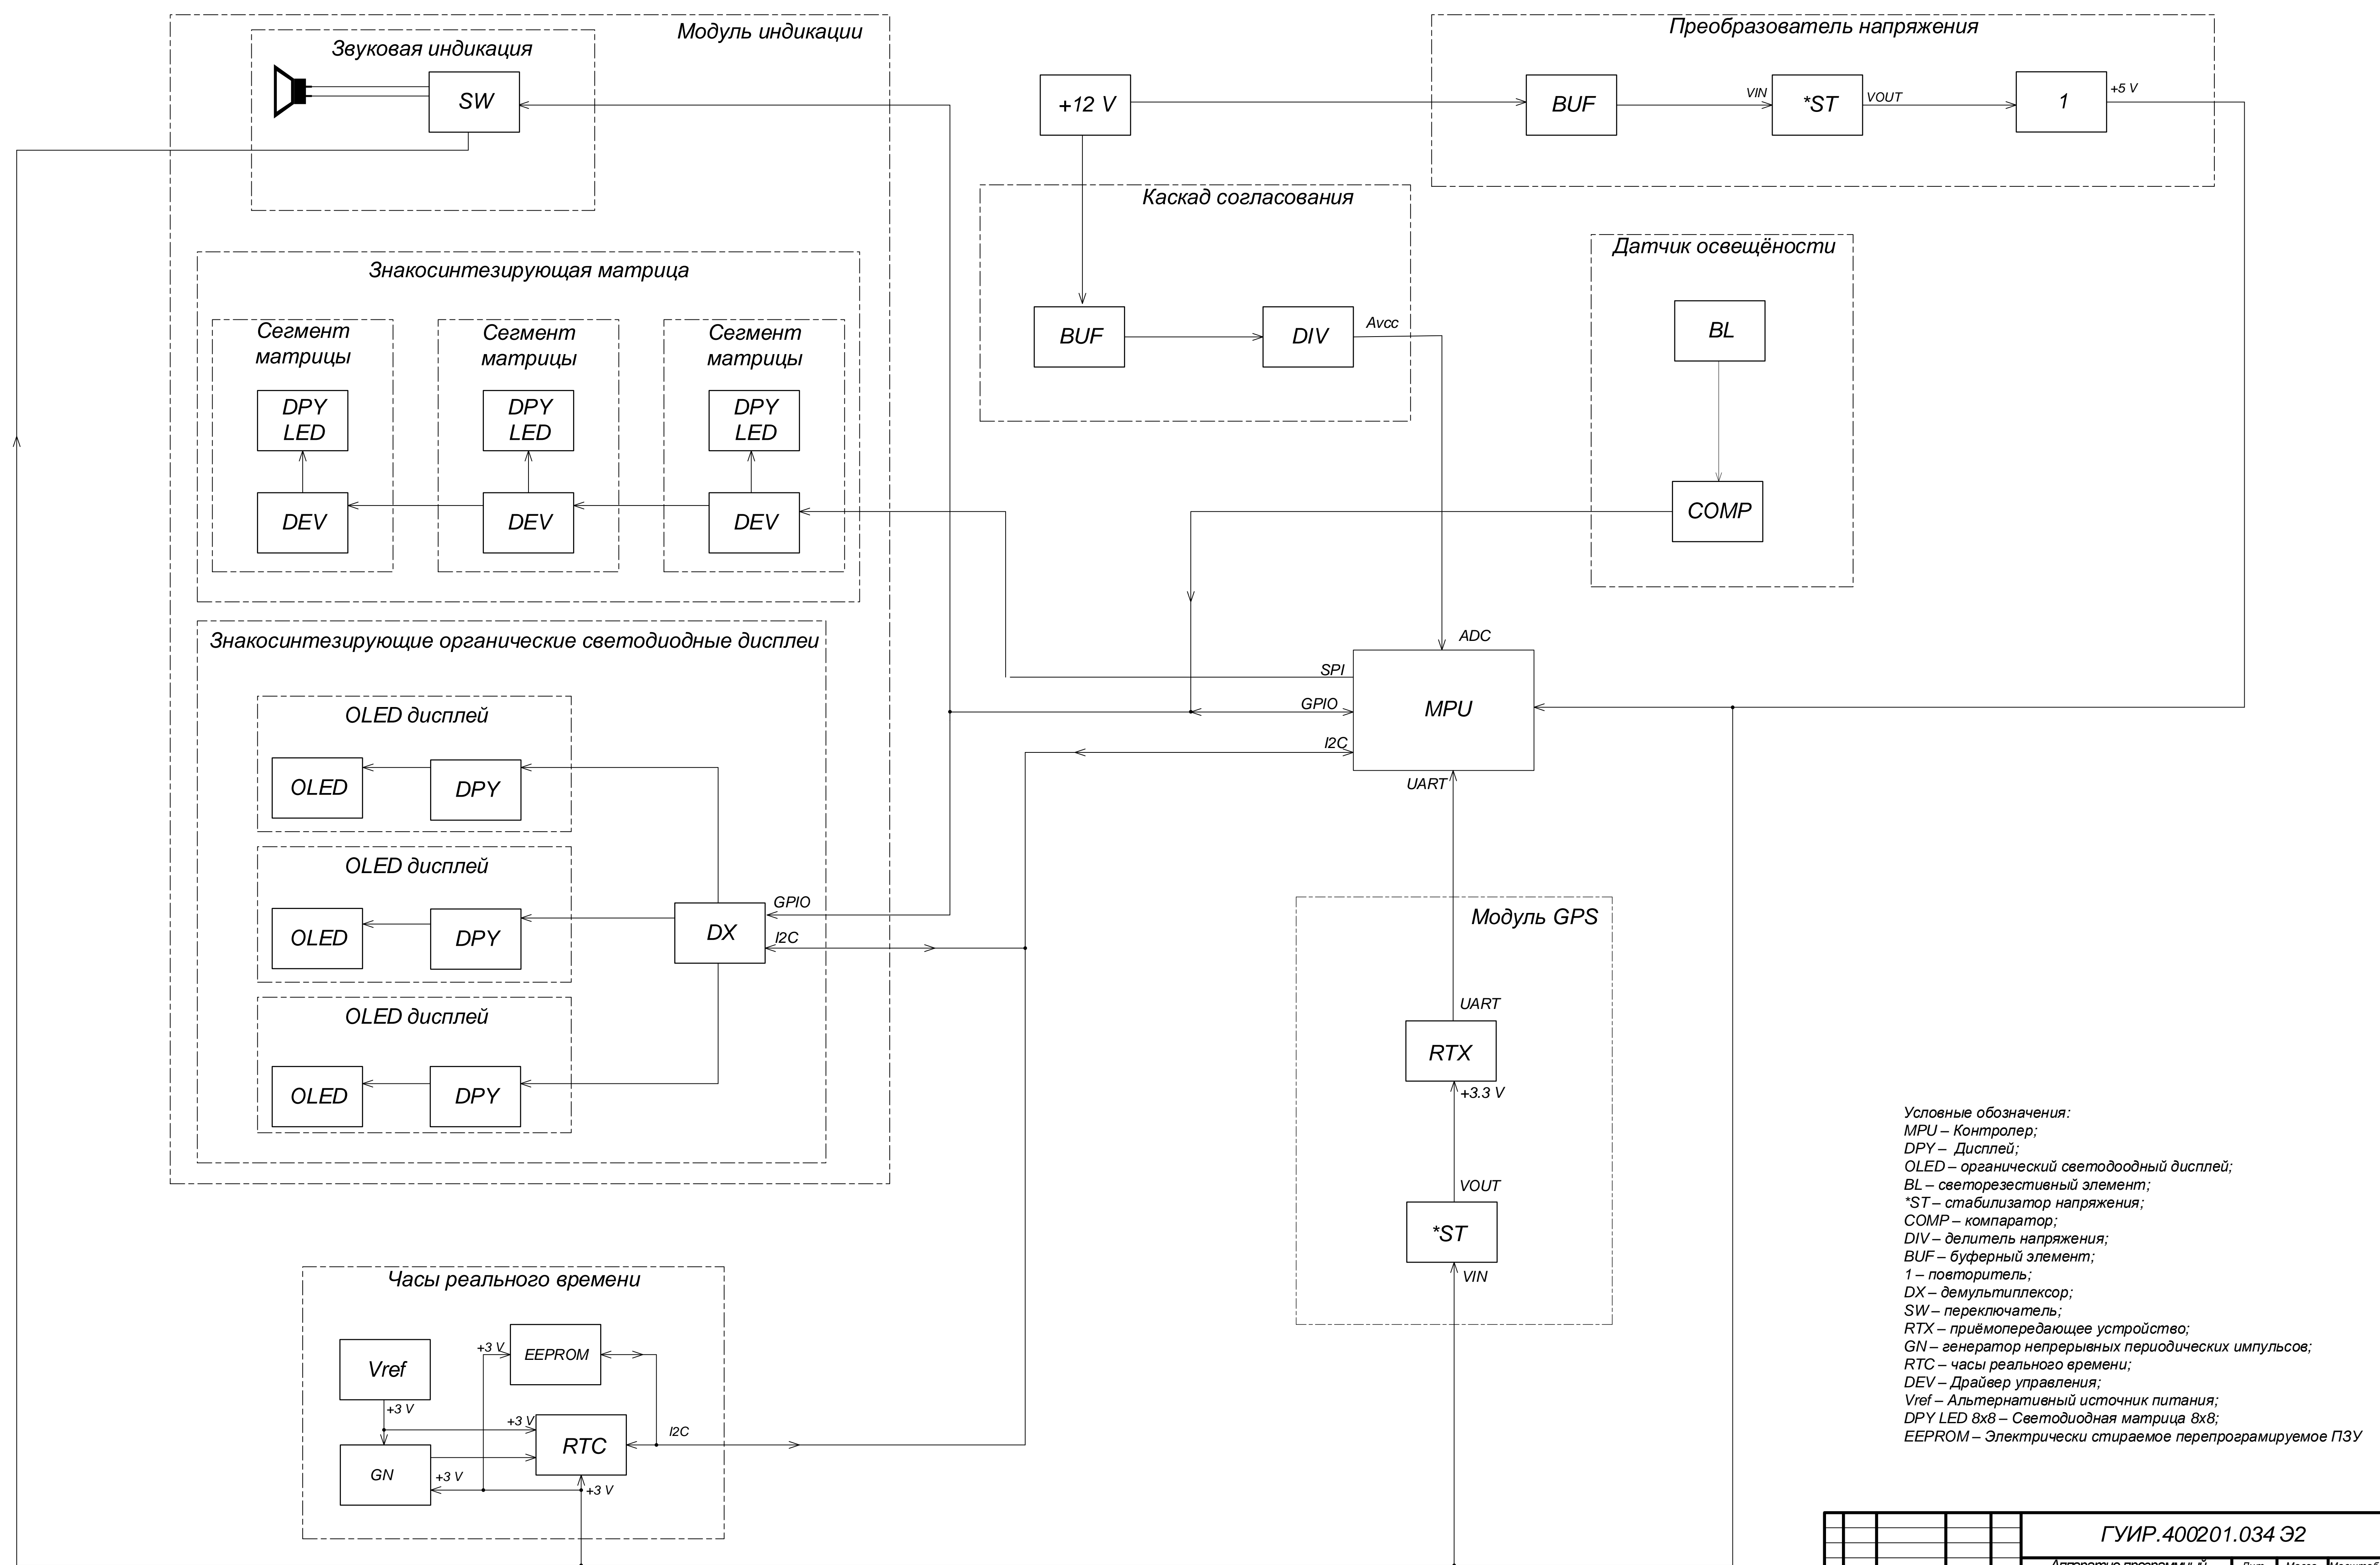 Модуль индикации
Звуковая индикация
SW
Преобразователь напряжения
+12 V
BUF
VIN
*ST
VOUT
1
+5 V
Каскад согласования
BUF
DIV
Avcc
Датчик освещёности
BL
COMP
Знакосинтезирующая матрица
Сегмент
матрицы
DPY
LED
DEV
Сегмент
матрицы
DPY
LED
DEV
Сегмент
матрицы
DPY
LED
DEV
Знакосинтезирующие органические светодиодные дисплеи
OLED дисплей
OLED
DPY
OLED дисплей
OLED
DPY
OLED дисплей
OLED
DPY
DX
GPIO
I2C
ADC
SPI
GPIO
I2C
MPU
UART
Модуль GPS
UART
RTX
+3.3 V
VOUT
*ST
VIN
Часы реального времени
Vref
+3 V
GN
+3 V
+3 V
EEPROM
+3 V
RTC
I2C
+3 V
Условные обозначения:
MPU – Контролер;
DPY – Дисплей;
OLED – органический светодоодный дисплей;
BL – светорезестивный элемент;
*ST – стабилизатор напряжения;
COMP – компаратор;
DIV – делитель напряжения;
BUF – буферный элемент;
1 – повторитель;
DX – демультиплексор;
SW – переключатель;
RTX – приёмопередающее устройство;
GN – генератор непрерывных периодических импульсов;
RTC – часы реального времени;
DEV – Драйвер управления;
Vref – Альтернативный источник питания;
DPY LED 8x8 – Светодиодная матрица 8x8;
EEPROM – Электрически стираемое перепрограмируемое ПЗУ
ГУИР.400201.034 Э2